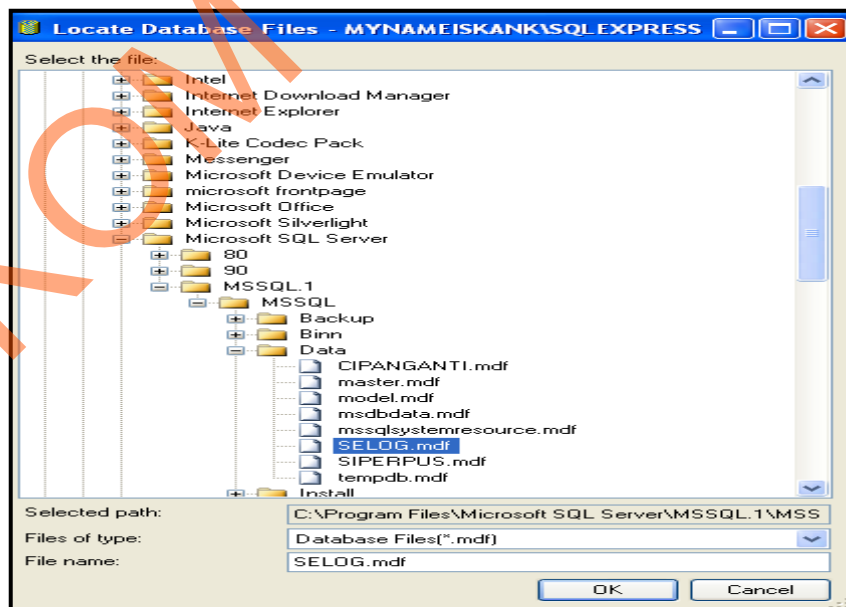 Locate Database Files - MYNAMEISKANK\SQLEXPRESS
Select the file:
Intel
Internet Download Manager
Internet Explorer
Java
K-Lite Codec Pack
Messenger
Microsoft Device Emulator
microsoft frontpage
Microsoft Office
Microsoft Silverlight
Microsoft SQL Server
80
90
MSSQL.1
MSSQL
Backup
Binn
Data
CIPANGANTI.mdf
master.mdf
model.mdf
msdbdata.mdf
mssqlsystemresource.mdf
SELOG.mdf
SIPERPUS.mdf
tempdb.mdf
Install
Selected path: C:\Program Files\Microsoft SQL Server\MSSQL.1\MSS
Files of type: Database Files(*.mdf)
File name: SELOG.mdf
OK Cancel
KOM